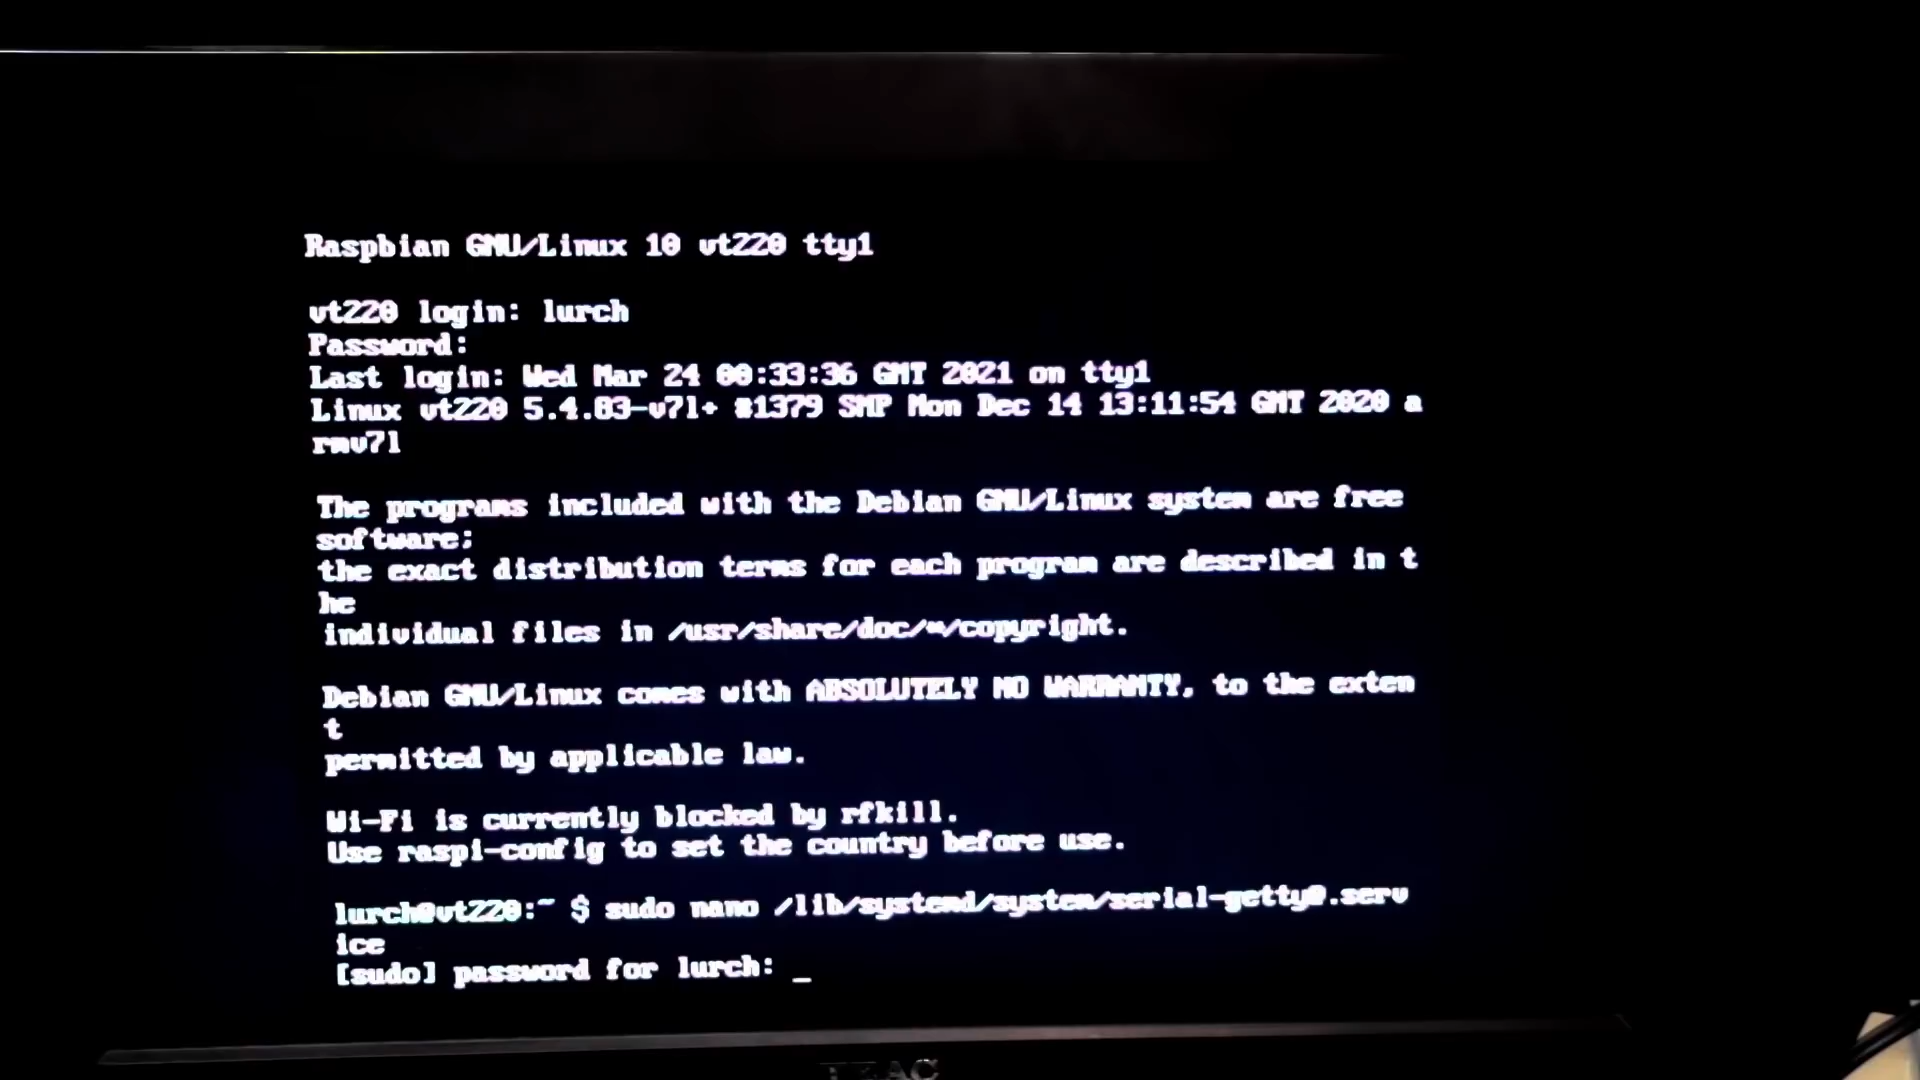 Raspbian GNU/Linux 10 vt220 tty1
vt220 login: lurch
Password:
Last login: Wed Mar 24 00:33:36 GMT 2021 on tty1
Linux vt220 5.4.83-v7l+ #1379 SMP Mon Dec 14 13:11:54 GMT 2020 a
rmv7l
The programs included with the Debian GNU/Linux system are free
software;
the exact distribution terms for each program are described in t
he
individual files in /usr/share/doc/*/copyright.
Debian GNU/Linux comes with ABSOLUTELY NO WARRANTY, to the exten
t
permitted by applicable law.
Wi-Fi is currently blocked by rfkill.
Use raspi-config to set the country before use.
lurch@vt220:~ $ sudo nano /lib/systemd/system/serial-getty@.serv
ice
[sudo] password for lurch: _
TEAC